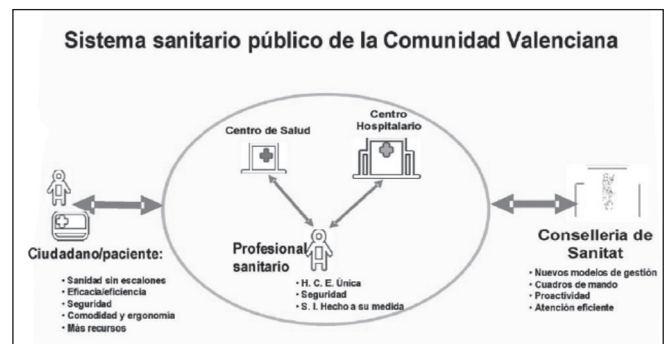 Sistema sanitario público de la Comunidad Valenciana
Centro de Salud
Centro
Hospitalario
Ciudadano/paciente:
• Sanidad sin escalones
• Eficacia/eficiencia
• Seguridad
• Comodidad y ergonomía
• Más recursos
Profesional
sanitario
• H. C. E. Única
• Seguridad
• S. I. Hecho a su medida
Conselleria de
Sanitat
• Nuevos modelos de gestión
• Cuadros de mando
• Proactividad
• Atención eficiente